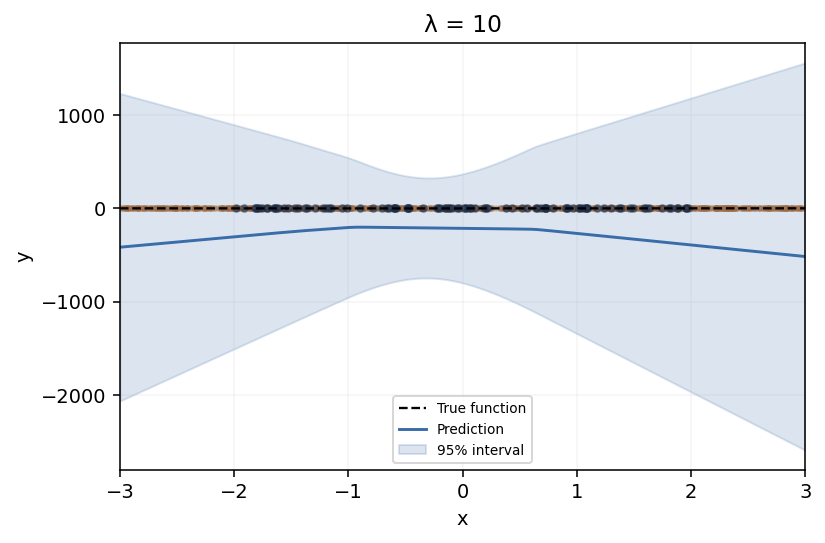 λ = 10
1000
0
−1000
−2000
y
True function
Prediction
95% interval
−3 −2 −1 0 1 2 3
x